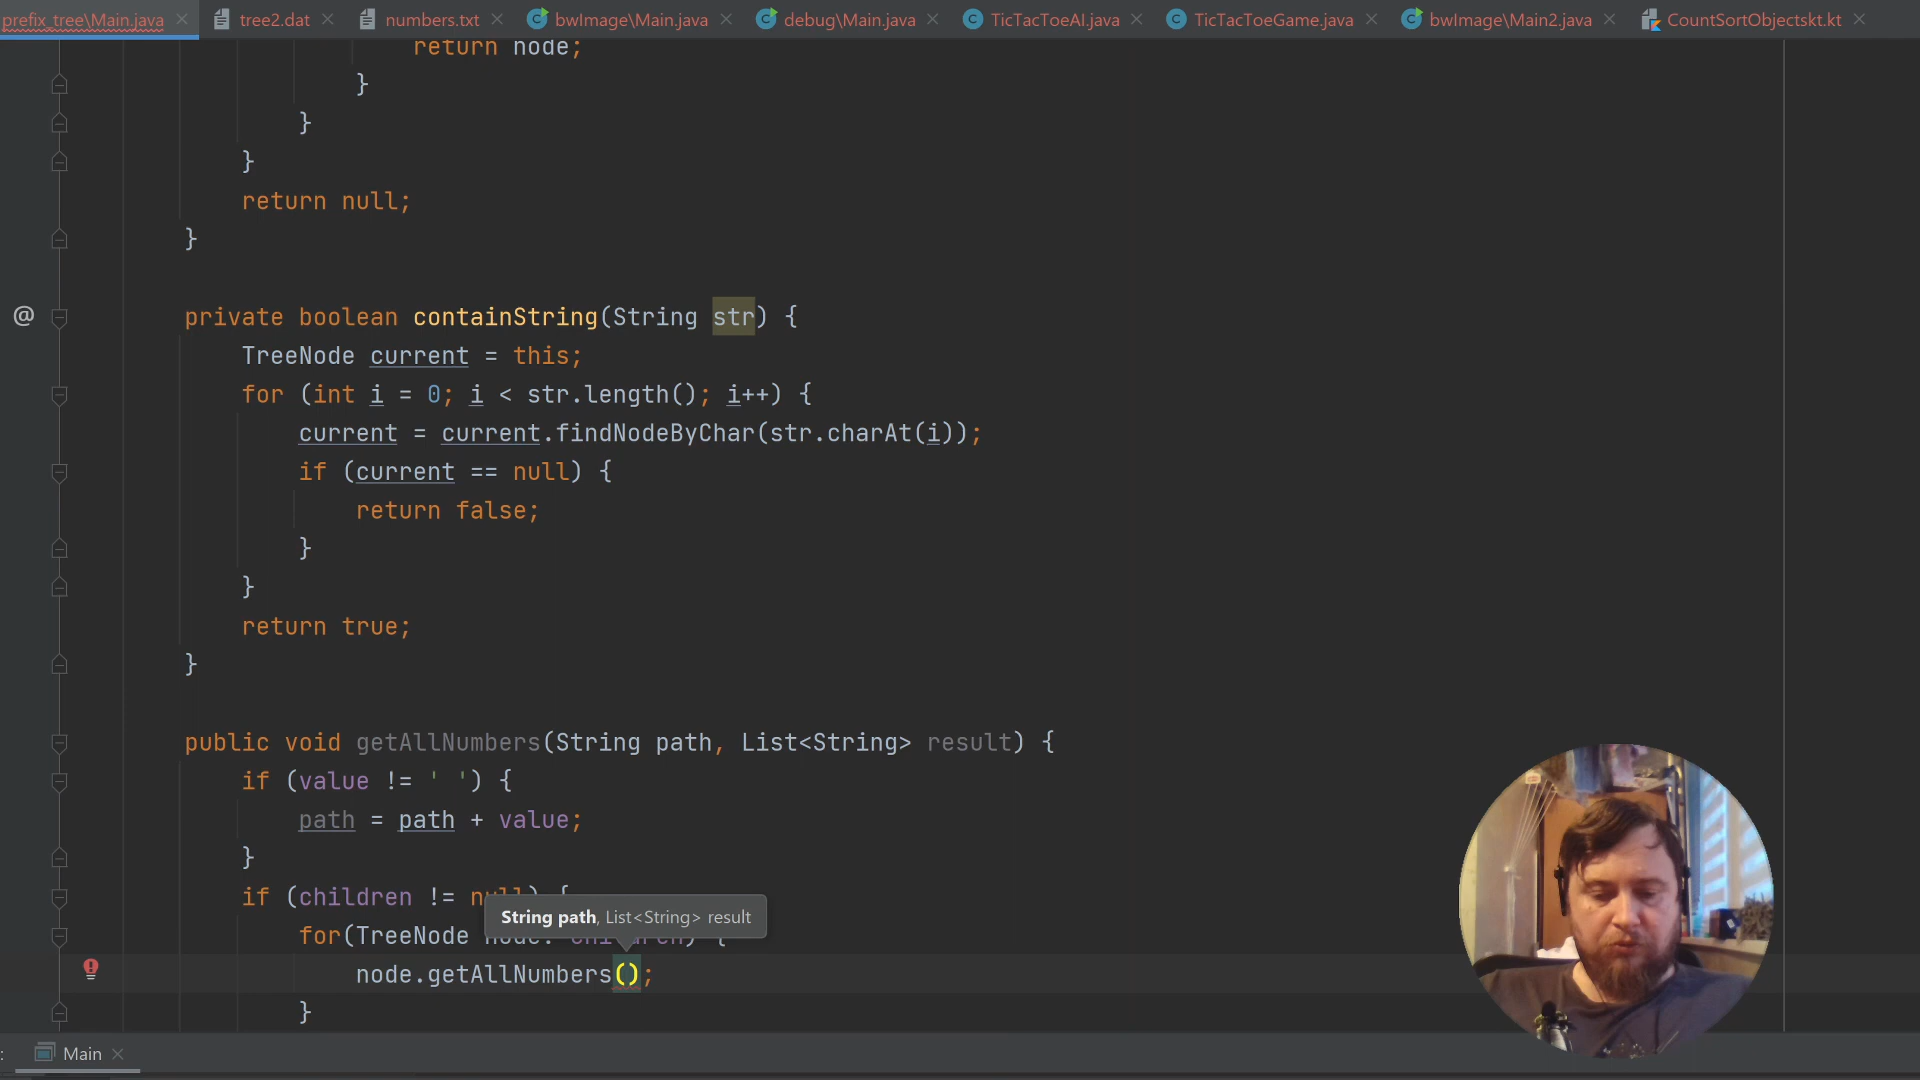 prefix_tree\Main.java
tree2.dat
numbers.txt
bwImage\Main.java
debug\Main.java
TicTacToeAI.java
TicTacToeGame.java
bwImage\Main2.java
CountSortObjectskt.kt
return node;
}
}
}
return null;
}
@
private boolean containString(String str) {
TreeNode current = this;
for (int i = 0; i < str.length(); i++) {
current = current.findNodeByChar(str.charAt(i));
if (current == null) {
return false;
}
}
return true;
}
public void getAllNumbers(String path, List<String> result) {
if (value != ' ') {
path = path + value;
}
if (children != null) {
String path, List<String> result
for(TreeNode node: children) {
node.getAllNumbers();
}
: Main